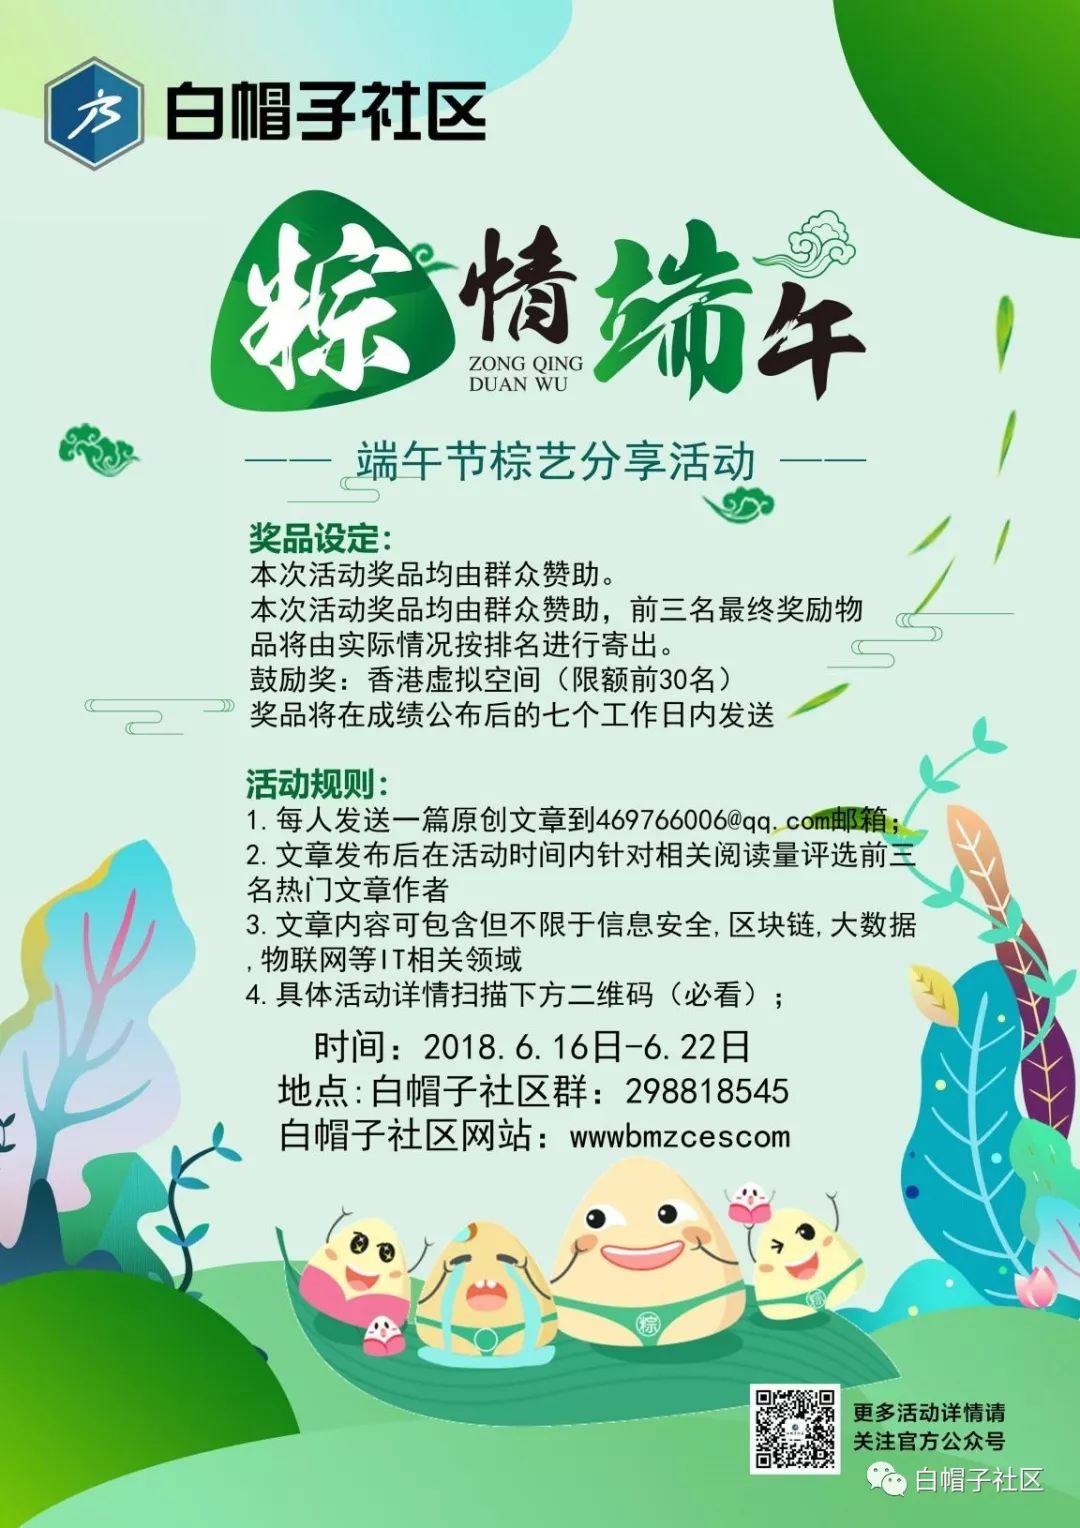 白帽子社区
粽情端午
ZONG QING
DUAN WU
—— 端午节棕艺分享活动 ——
奖品设定：
本次活动奖品均由群众赞助。
本次活动奖品均由群众赞助，前三名最终奖励物
品将由实际情况按排名进行寄出。
鼓励奖：香港虚拟空间（限额前30名）
奖品将在成绩公布后的七个工作日内发送
活动规则：
1.每人发送一篇原创文章到469766006@qq.com邮箱；
2.文章发布后在活动时间内针对相关阅读量评选前三
名热门文章作者
3.文章内容可包含但不限于信息安全,区块链,大数据
,物联网等IT相关领域
4.具体活动详情扫描下方二维码（必看）；
时间：2018.6.16日-6.22日
地点:白帽子社区群：298818545
白帽子社区网站：wwwbmzcescom
粽
粽
更多活动详情请
关注官方公众号
白帽子社区